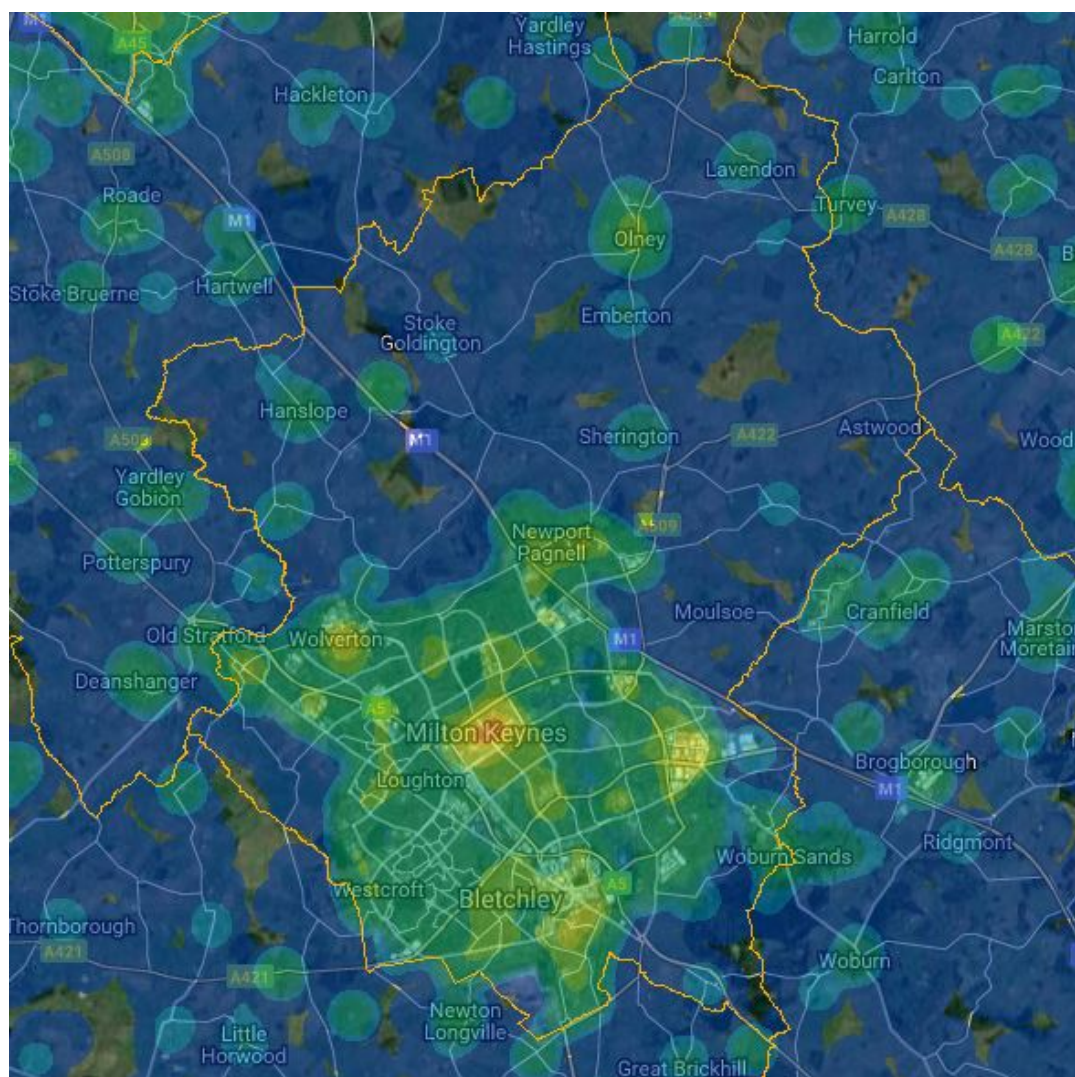 M1
A45
Yardley
Hastings
Harrold
Carlton
Hackleton
A508
Lavendon
Roade
Turvey
A428
M1
Olney
A428
Stoke Bruerne
Hartwell
Emberton
Stoke
Goldington
A422
Hanslope
Sherington
A422
Astwood
M1
Wood
Yardley
Gobion
A509
Newport
Pagnell
Potterspury
Moulsoe
Cranfield
Old Stratford
Wolverton
M1
Marston
Moretain
Deanshanger
A5
Milton Keynes
Brogborough
Loughton
M1
Ridgmont
Woburn Sands
Westcroft
Bletchley
A5
Thornborough
A421
A421
Woburn
Newton
Longville
Little
Horwood
Great Brickhill